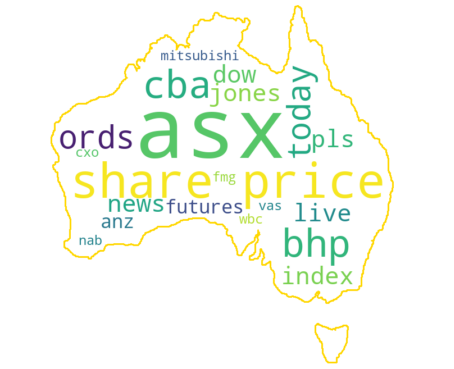 mitsubishi
cba dow
jones
today
asx
ords
pls
cxo
share fmg price
news futures vas live
anz wbc
nab bhp
index